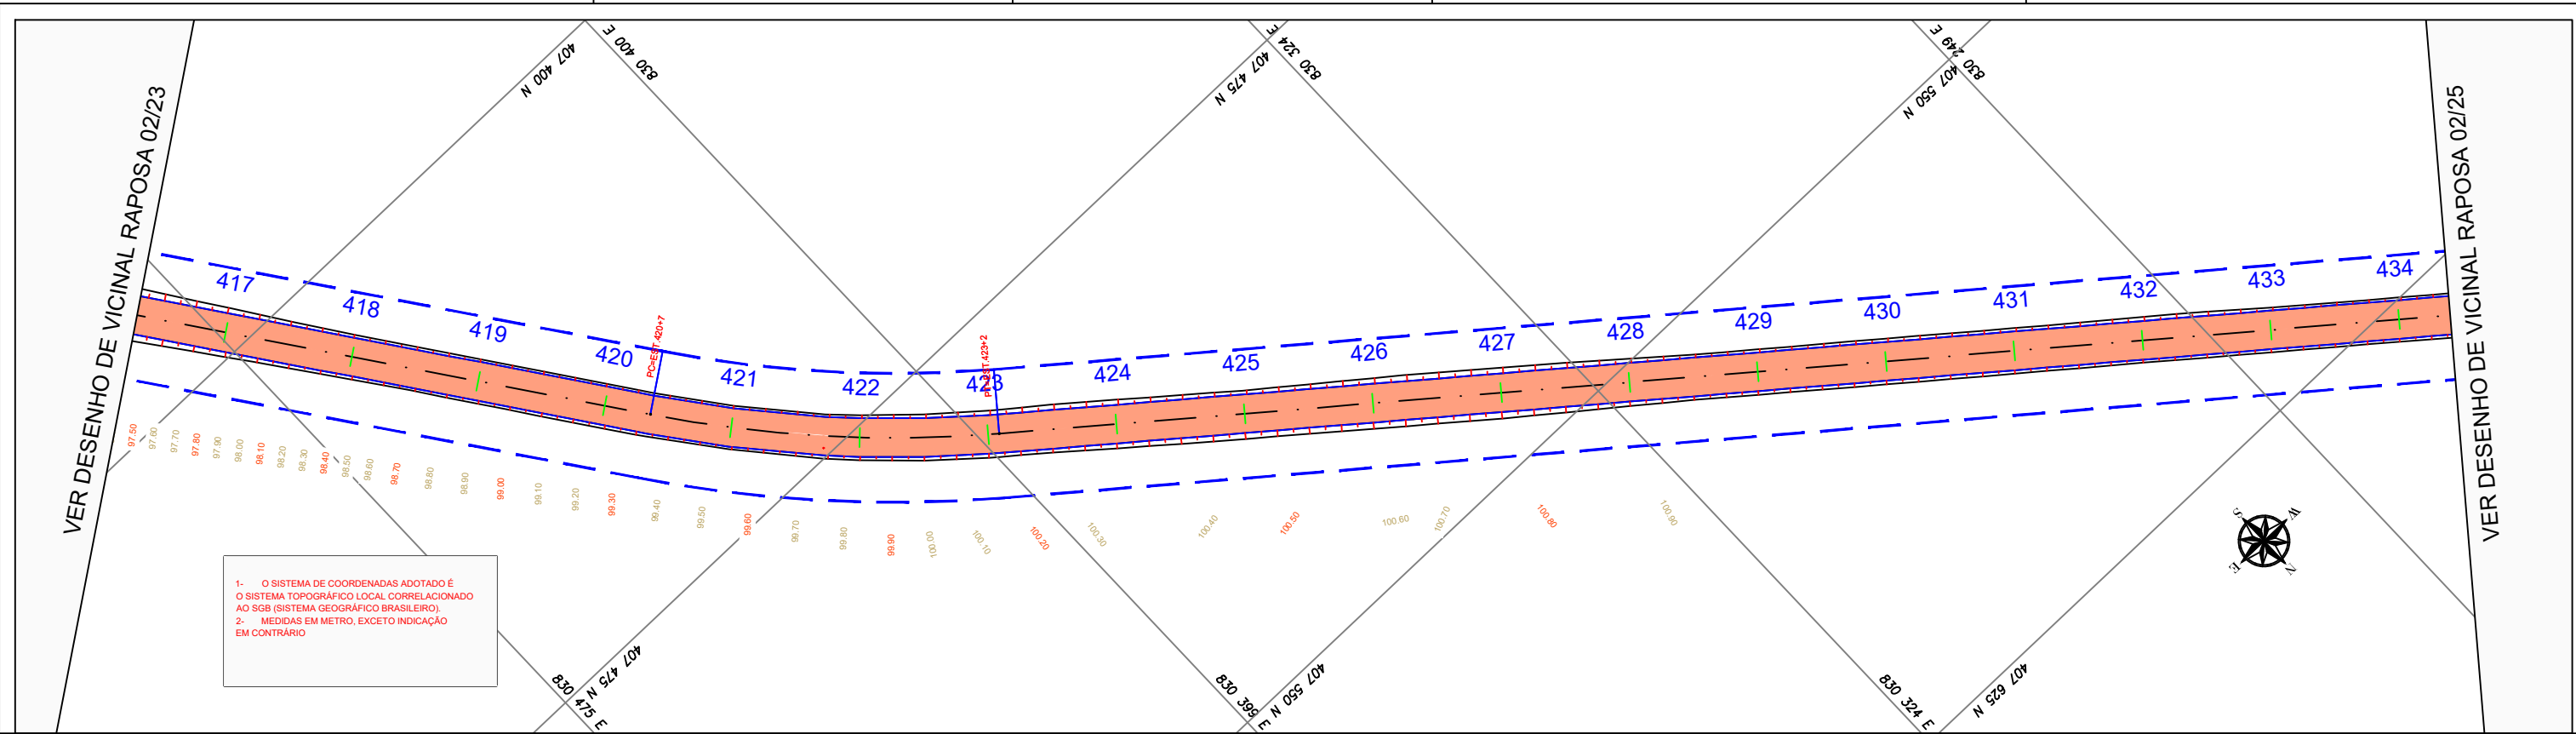 VER DESENHO DE VICINAL RAPOSA 02/23
407 400 N
830 400 E
407 475 N
830 324 E
407 550 N
830 249 E
VER DESENHO DE VICINAL RAPOSA 02/25
417
418
419
420
PC=EST.420+7
421
422
423
424
425
426
427
428
429
430
431
432
433
434
97.50
97.60
97.70
97.80
97.90
98.00
98.10
98.20
98.30
98.40
98.50
98.60
98.70
98.80
98.90
99.00
99.10
99.20
99.30
99.40
99.50
99.60
99.70
99.80
99.90
100.00
100.10
100.20
100.30
100.40
100.50
100.60
100.70
100.80
100.90
S
W
E
N
1- O SISTEMA DE COORDENADAS ADOTADO É
O SISTEMA TOPOGRÁFICO LOCAL CORRELACIONADO
AO SGB (SISTEMA GEOGRÁFICO BRASILEIRO).
2- MEDIDAS EM METRO, EXCETO INDICAÇÃO
EM CONTRÁRIO
830 475 E
407 475 N
830 399 E
407 550 N
830 324 E
407 625 N